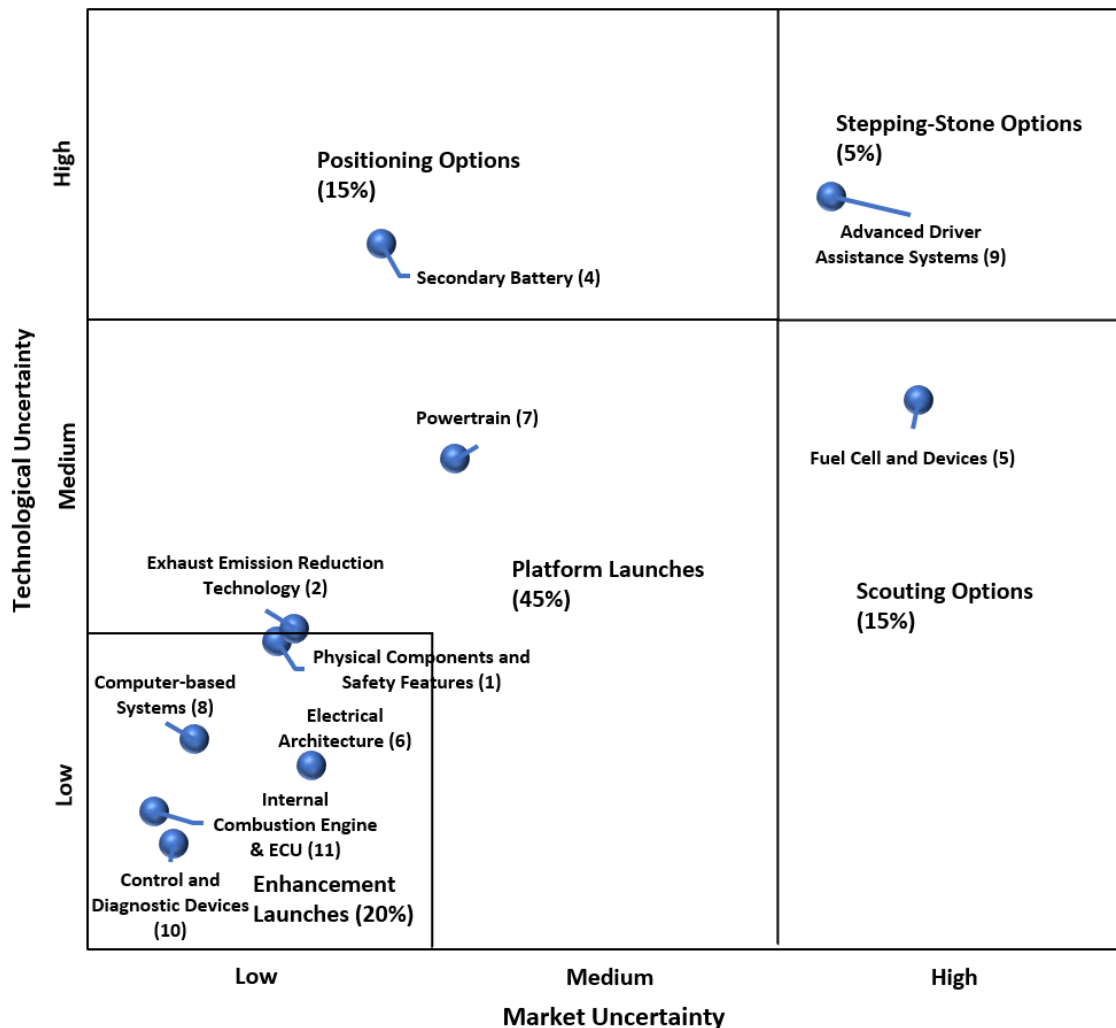 Stepping-Stone Options
(5%)
Positioning Options
(15%)
High
Advanced Driver
Assistance Systems (9)
Secondary Battery (4)
Technological Uncertainty
Medium
Powertrain (7)
Fuel Cell and Devices (5)
Exhaust Emission Reduction
Technology (2)
Platform Launches
(45%)
Scouting Options
(15%)
Physical Components and
Safety Features (1)
Computer-based
Systems (8)
Electrical
Architecture (6)
Low
Internal
Combustion Engine
& ECU (11)
Control and
Diagnostic Devices
(10)
Enhancement
Launches (20%)
Low
Medium
High
Market Uncertainty